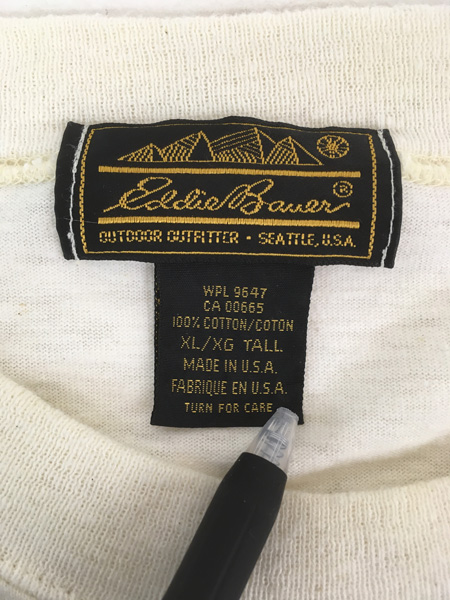 Eddie Bauer®
OUTDOOR OUTFITTER • SEATTLE, U.S.A.
WPL 9647
CA 00665
100% COTTON/COTON
XL/XG TALL
MADE IN U.S.A.
FABRIQUE EN U.S.A.
TURN FOR CARE